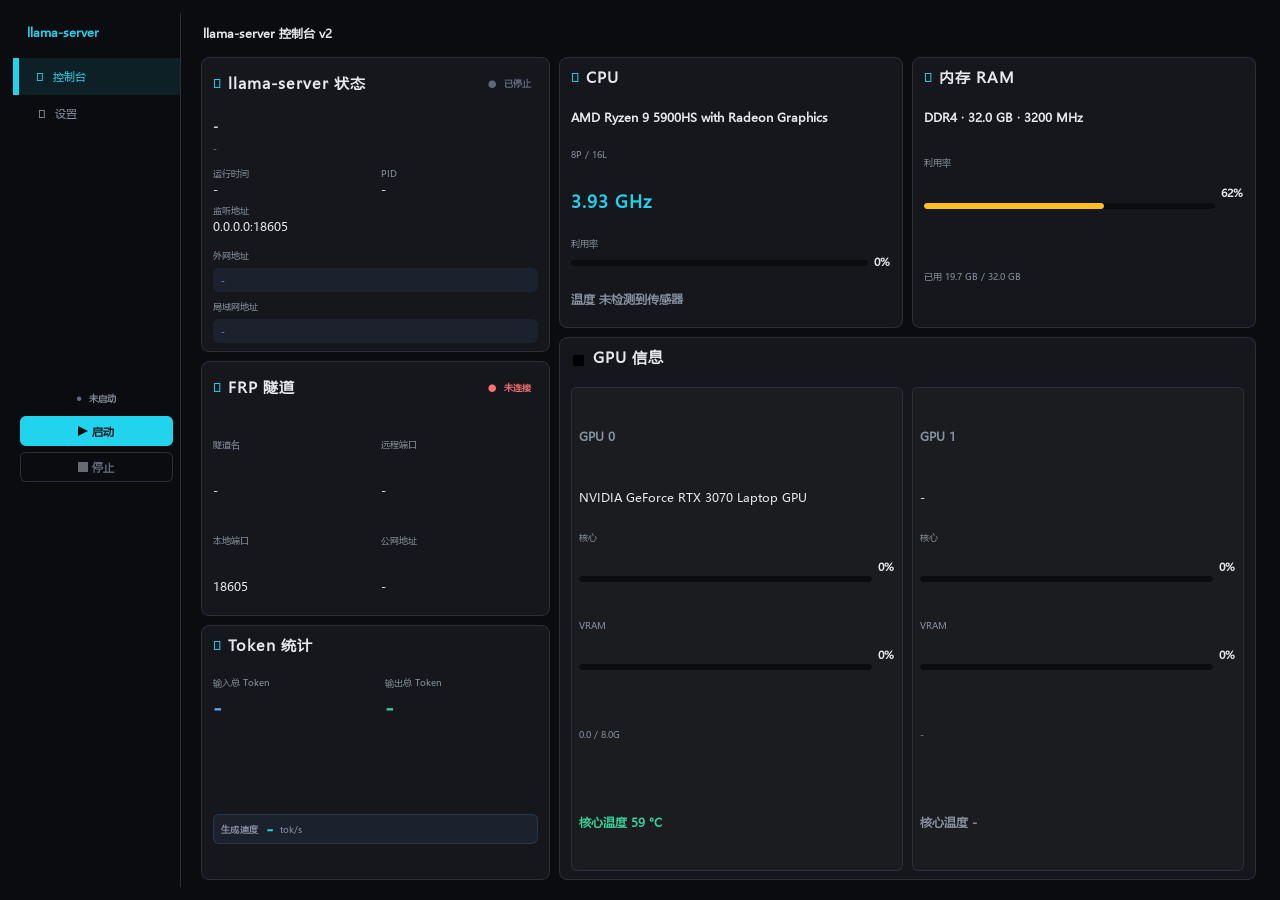 llama-server
控制台
设置
未启动
▶ 启动
■ 停止
llama-server 控制台 v2
llama-server 状态
已停止
-
-
运行时间
PID
-
-
监听地址
0.0.0.0:18605
外网地址
-
局域网地址
-
FRP 隧道
未连接
隧道名
远程端口
-
-
本地端口
公网地址
18605
-
Token 统计
输入总 Token
输出总 Token
-
-
生成速度 - tok/s
CPU
AMD Ryzen 9 5900HS with Radeon Graphics
8P / 16L
3.93 GHz
利用率
0%
温度 未检测到传感器
内存 RAM
DDR4 · 32.0 GB · 3200 MHz
利用率
62%
已用 19.7 GB / 32.0 GB
GPU 信息
GPU 0
NVIDIA GeForce RTX 3070 Laptop GPU
核心
0%
VRAM
0%
0.0 / 8.0G
核心温度 59 °C
GPU 1
-
核心
0%
VRAM
0%
-
核心温度 -